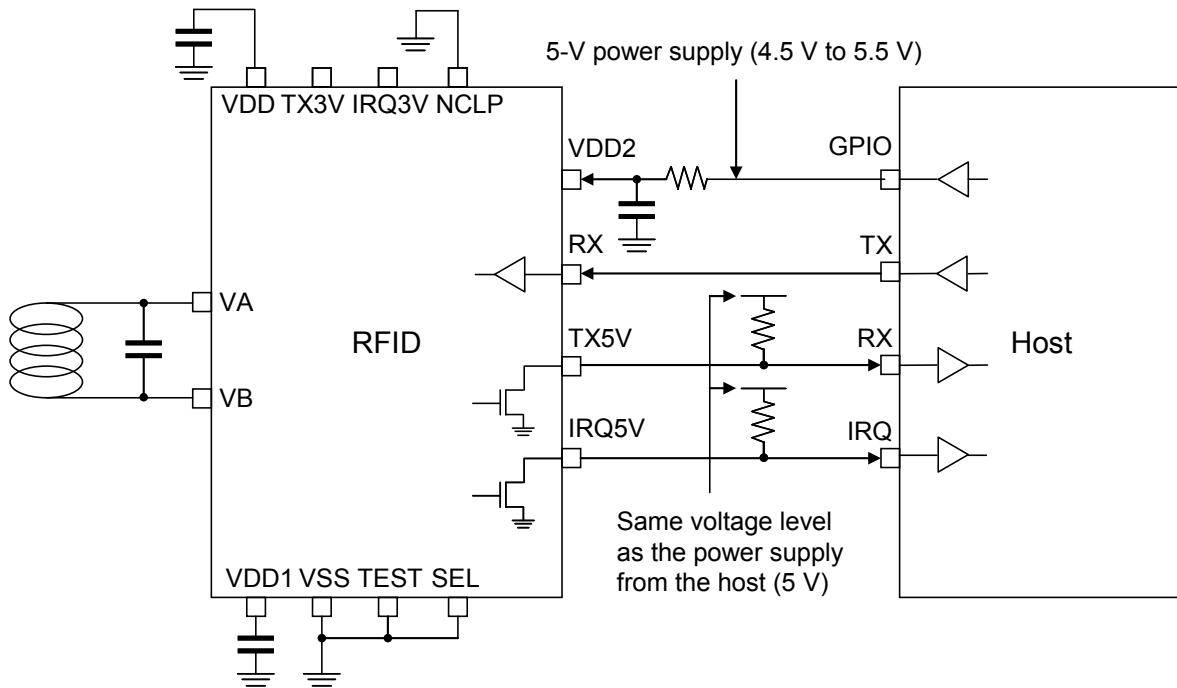 5-V power supply (4.5 V to 5.5 V)
VDD TX3V IRQ3V NCLP
VDD2
GPIO
RX
TX
VA
RFID
TX5V
RX
Host
VB
IRQ5V
IRQ
Same voltage level
as the power supply
from the host (5 V)
VDD1 VSS TEST SEL